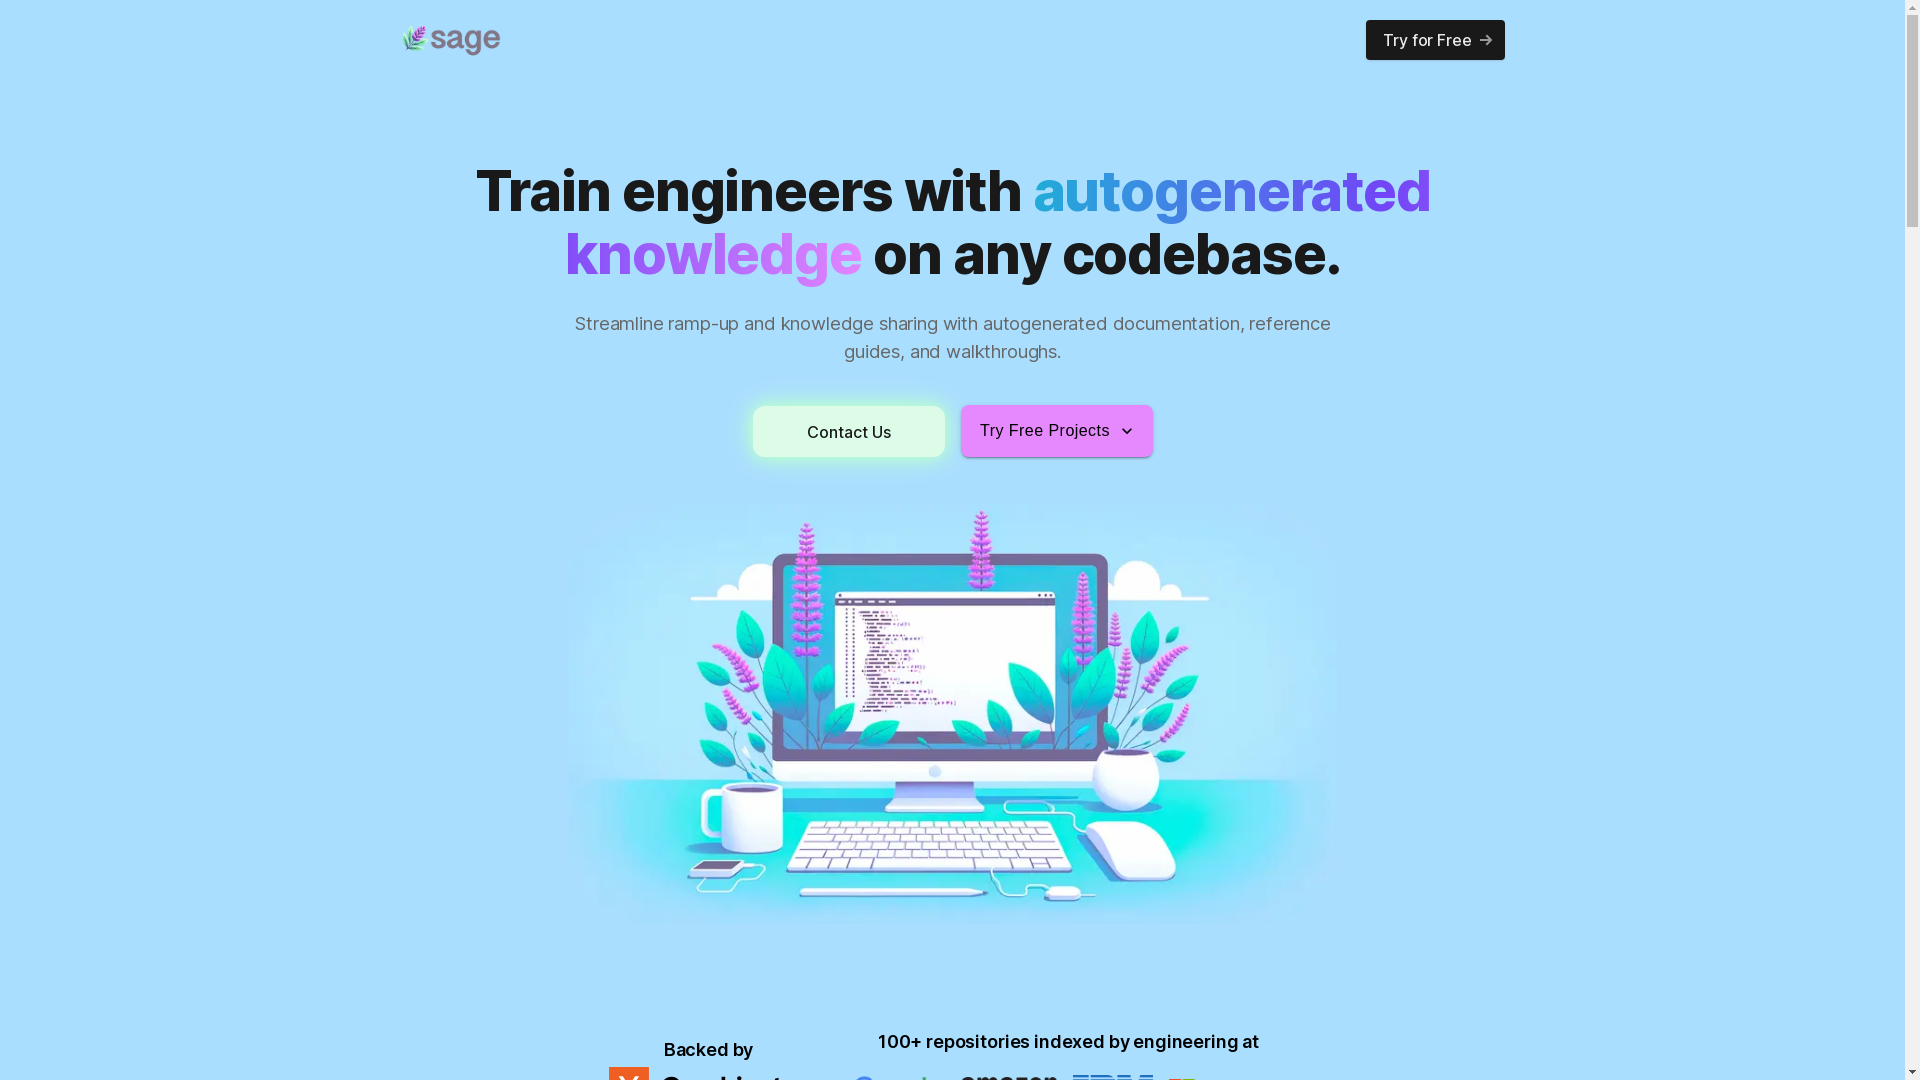 sage
Try for Free
Train engineers with autogenerated
knowledge on any codebase.
Streamline ramp-up and knowledge sharing with autogenerated documentation, reference
guides, and walkthroughs.
Contact Us
Try Free Projects
Backed by
100+ repositories indexed by engineering at